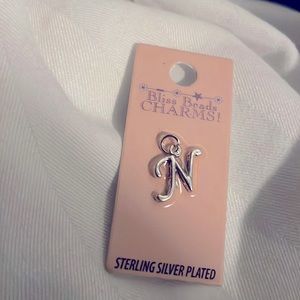 Bliss Beads
CHARMS!
N
STERLING SILVER PLATED